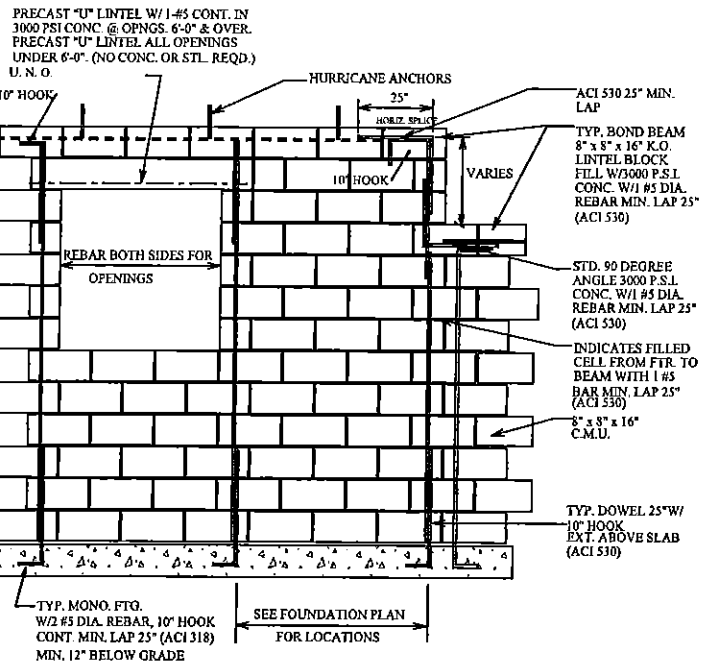 PRECAST "U" LINTEL W/ 1-#5 CONT. IN
3000 PSI CONC. @ OPNGS. 6'-0" & OVER.
PRECAST "U" LINTEL ALL OPENINGS
UNDER 6'-0". (NO CONC. OR STL. REQD.)
U. N. O.
10" HOOK
HURRICANE ANCHORS
25"
HORIZ. SPLICE
10" HOOK
VARIES
ACI 530 25" MIN.
LAP
TYP. BOND BEAM
8" x 8" x 16" K.O.
LINTEL BLOCK
FILL W/3000 P.S.I.
CONC. W/1 #5 DIA.
REBAR MIN. LAP 25"
(ACI 530)
REBAR BOTH SIDES FOR
OPENINGS
STD. 90 DEGREE
ANGLE 3000 P.S.I.
CONC. W/1 #5 DIA.
REBAR MIN. LAP 25"
(ACI 530)
INDICATES FILLED
CELL FROM FTR. TO
BEAM WITH 1 #5
BAR MIN. LAP 25"
(ACI 530)
8" x 8" x 16"
C.M.U.
TYP. DOWEL 25"W/
10" HOOK
EXT. ABOVE SLAB
(ACI 530)
TYP. MONO. FTG.
W/2 #5 DIA. REBAR, 10" HOOK
CONT. MIN. LAP 25" (ACI 318)
MIN. 12" BELOW GRADE
SEE FOUNDATION PLAN
FOR LOCATIONS